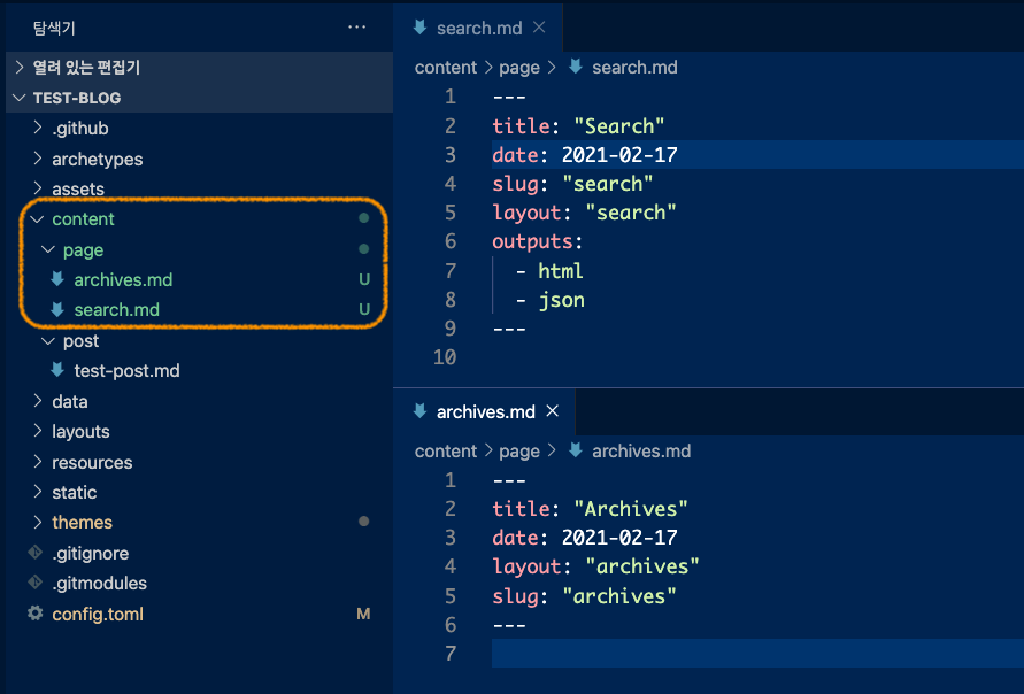 탐색기 ...
열려 있는 편집기
TEST-BLOG
.github
archetypes
assets
content
page
archives.md U
search.md U
post
test-post.md
data
layouts
resources
static
themes
.gitignore
.gitmodules
config.toml M
search.md ×
content > page > search.md
1 ---
2 title: "Search"
3 date: 2021-02-17
4 slug: "search"
5 layout: "search"
6 outputs:
7 - html
8 - json
9 ---
10
archives.md ×
content > page > archives.md
1 ---
2 title: "Archives"
3 date: 2021-02-17
4 layout: "archives"
5 slug: "archives"
6 ---
7